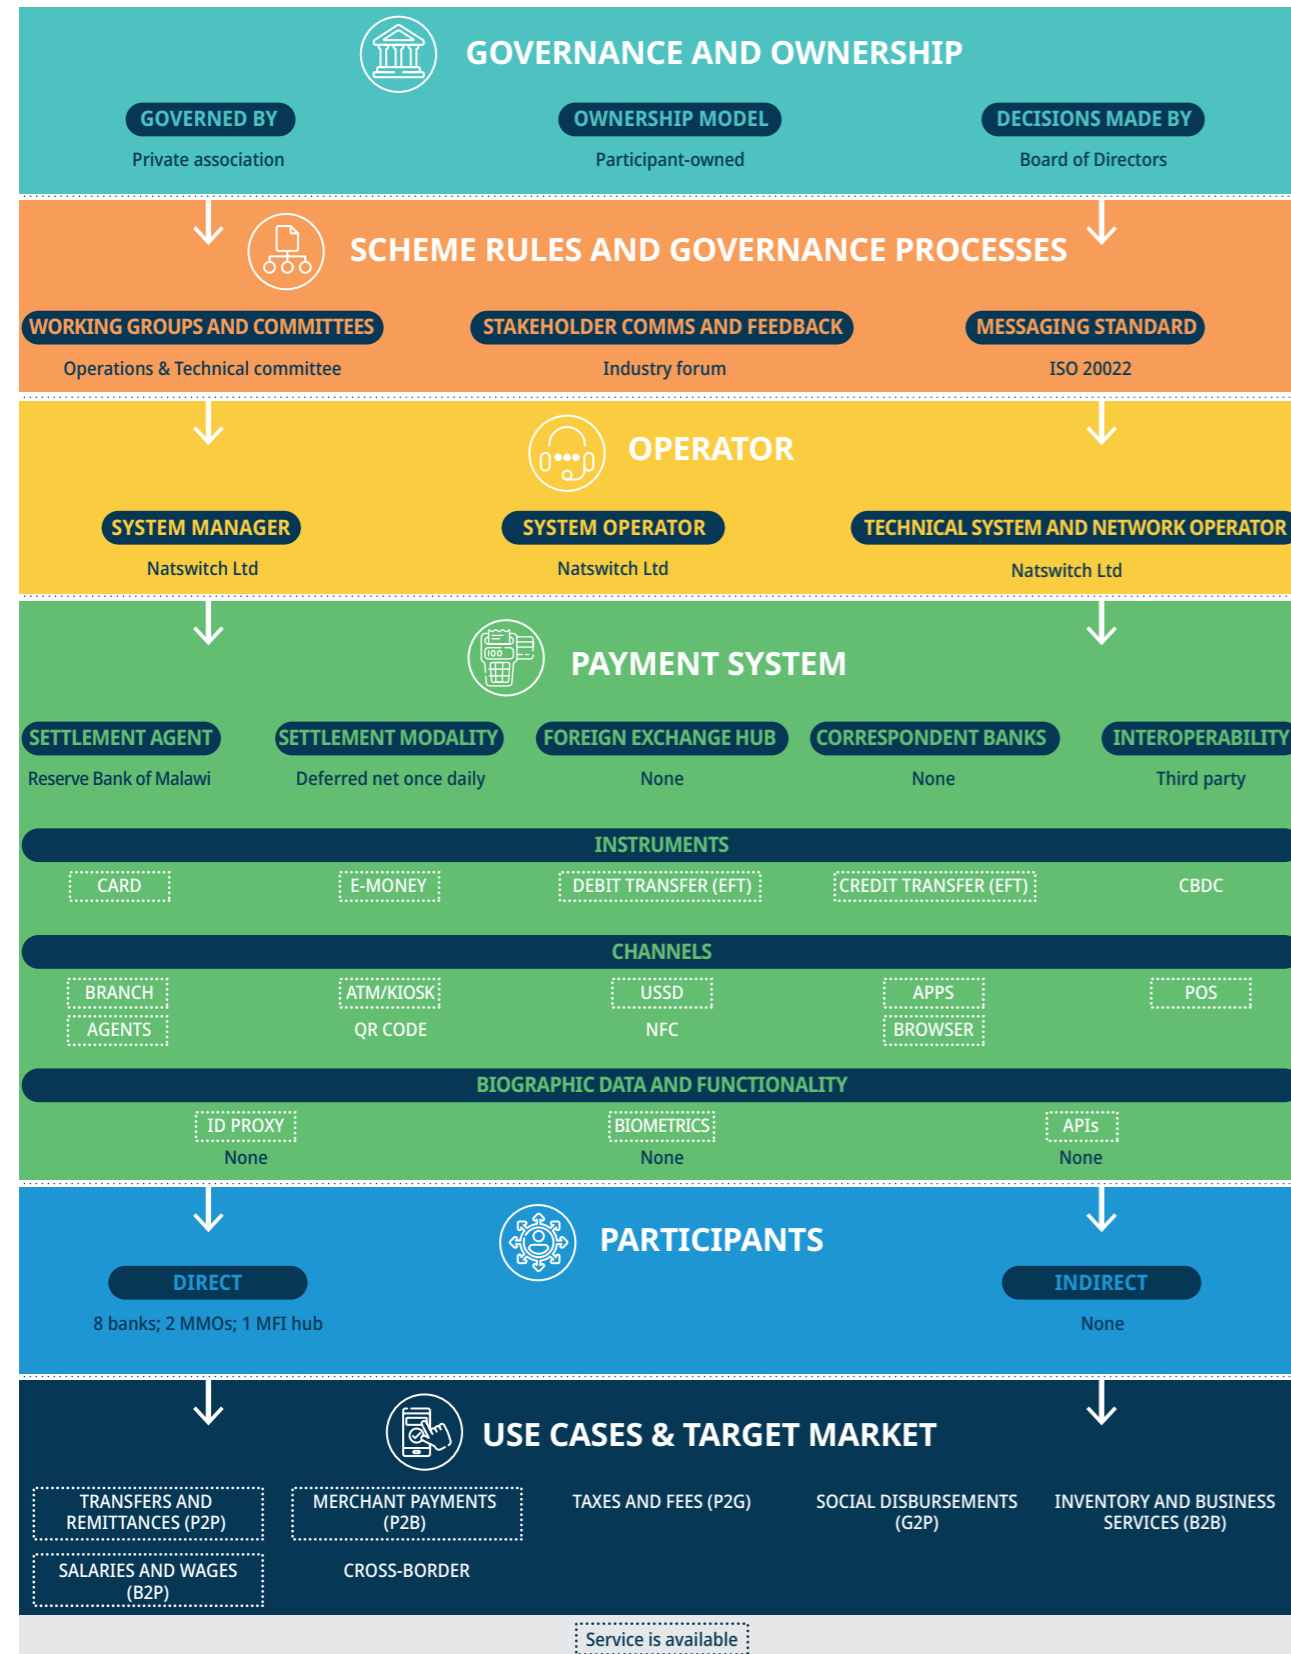 GOVERNANCE AND OWNERSHIP
GOVERNED BY
OWNERSHIP MODEL
DECISIONS MADE BY
Private association
Participant-owned
Board of Directors
SCHEME RULES AND GOVERNANCE PROCESSES
WORKING GROUPS AND COMMITTEES
STAKEHOLDER COMMS AND FEEDBACK
MESSAGING STANDARD
Operations & Technical committee
Industry forum
ISO 20022
OPERATOR
SYSTEM MANAGER
SYSTEM OPERATOR
TECHNICAL SYSTEM AND NETWORK OPERATOR
Natswitch Ltd
Natswitch Ltd
Natswitch Ltd
100
PAYMENT SYSTEM
SETTLEMENT AGENT
SETTLEMENT MODALITY
FOREIGN EXCHANGE HUB
CORRESPONDENT BANKS
INTEROPERABILITY
Reserve Bank of Malawi
Deferred net once daily
None
None
Third party
INSTRUMENTS
CARD
E-MONEY
DEBIT TRANSFER (EFT)
CREDIT TRANSFER (EFT)
CBDC
CHANNELS
BRANCH
ATM/KIOSK
USSD
APPS
POS
AGENTS
QR CODE
NFC
BROWSER
BIOGRAPHIC DATA AND FUNCTIONALITY
ID PROXY
BIOMETRICS
APIs
None
None
None
PARTICIPANTS
DIRECT
INDIRECT
8 banks; 2 MMOs; 1 MFI hub
None
USE CASES & TARGET MARKET
TRANSFERS AND
REMITTANCES (P2P)
MERCHANT PAYMENTS
(P2B)
TAXES AND FEES (P2G)
SOCIAL DISBURSEMENTS
(G2P)
INVENTORY AND BUSINESS
SERVICES (B2B)
SALARIES AND WAGES
(B2P)
CROSS-BORDER
Service is available